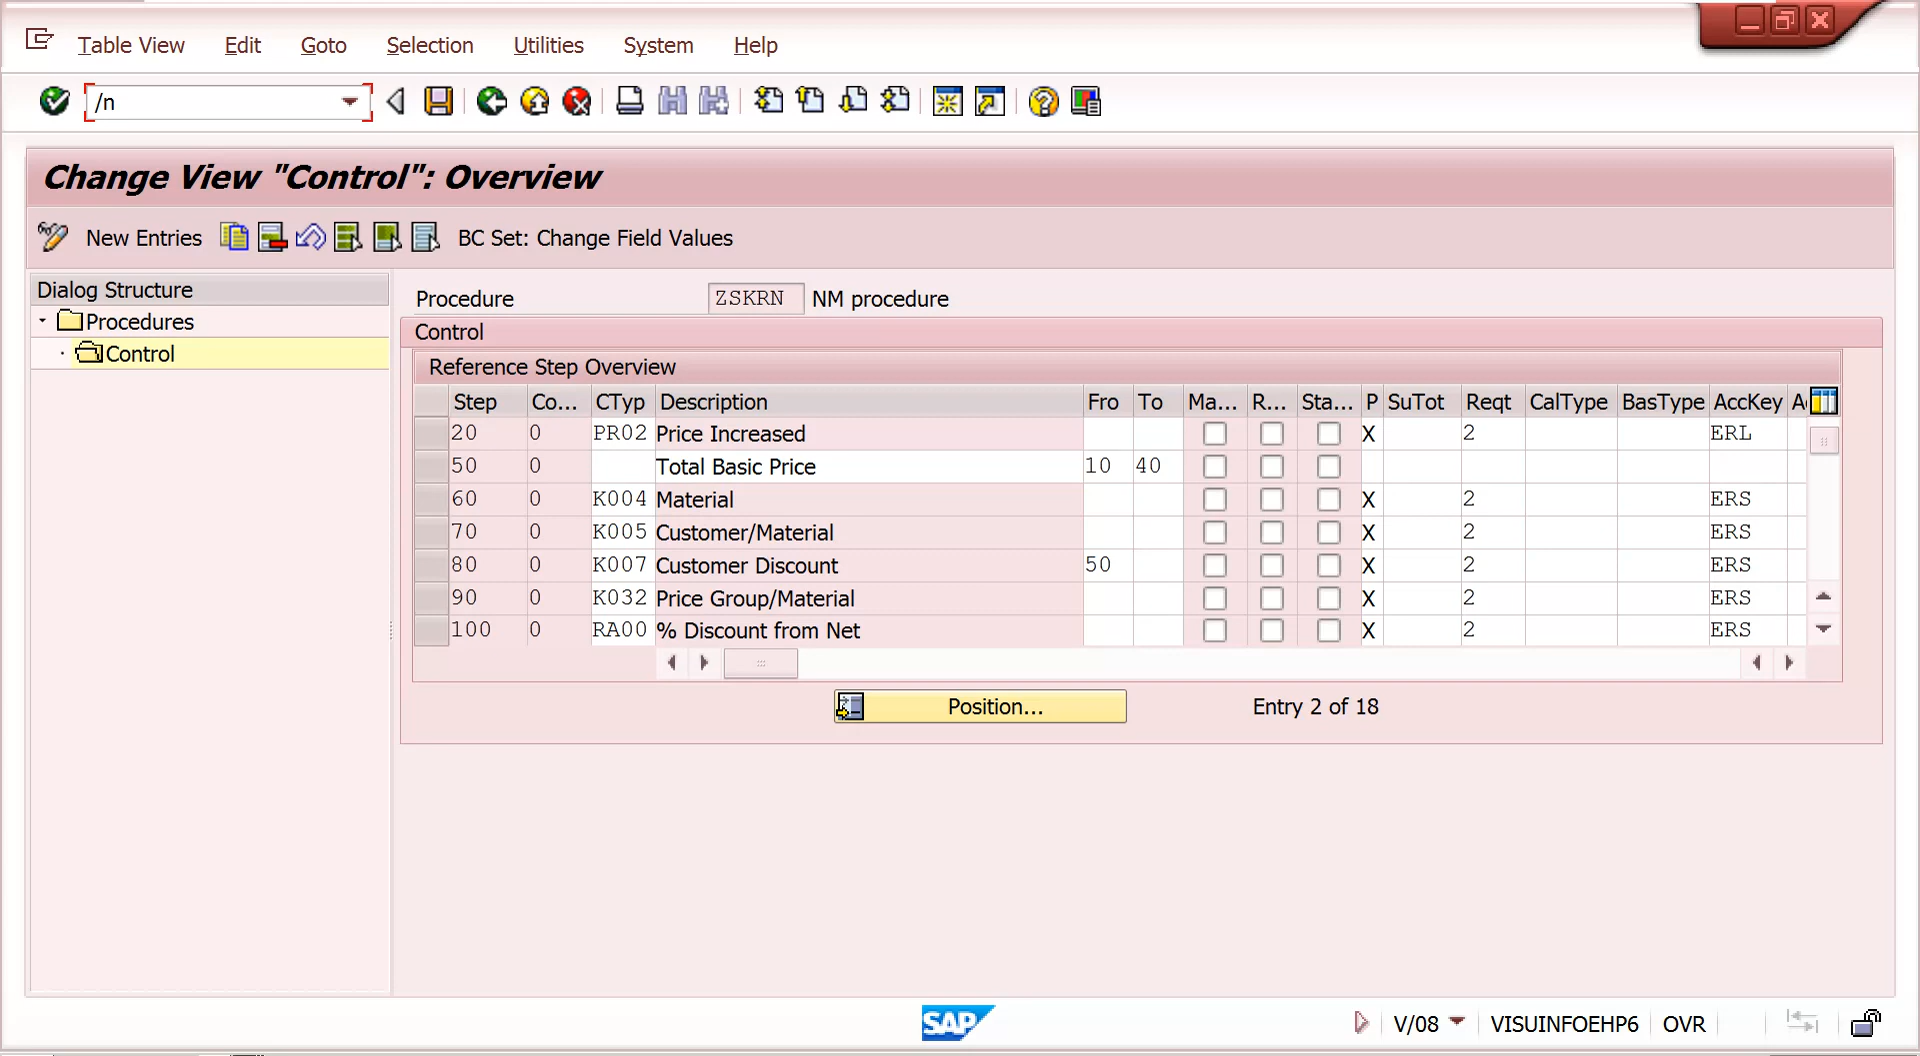 Table View Edit Goto Selection Utilities System Help
/n
Change View "Control": Overview
New Entries BC Set: Change Field Values
Dialog Structure
Procedures
Control
Procedure ZSKRN NM procedure
Control
Reference Step Overview
Step Co... CTyp Description Fro To Ma... R... Sta... P SuTot Reqt CalType BasType AccKey
20 0 PR02 Price Increased X 2 ERL
50 0 Total Basic Price 10 40
60 0 K004 Material X 2 ERS
70 0 K005 Customer/Material X 2 ERS
80 0 K007 Customer Discount 50 X 2 ERS
90 0 K032 Price Group/Material X 2 ERS
100 0 RA00 % Discount from Net X 2 ERS
Position... Entry 2 of 18
SAP V/08 VISUINFOEHP6 OVR